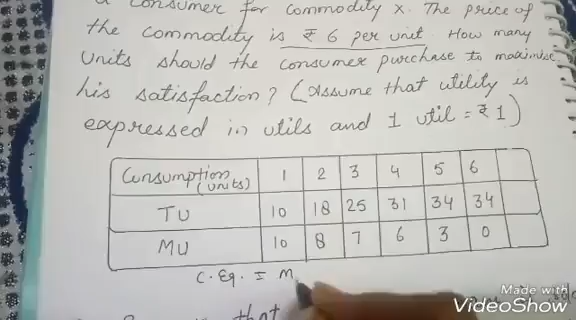 a consumer for commodity x. The price of
the commodity is ₹ 6 per unit. How many
units should the consumer purchase to maximise
his satisfaction? (Assume that utility is
expressed in utils and 1 util = ₹ 1)
Consumption (units) 1 2 3 4 5 6
TU 10 18 25 31 34 34
MU 10 8 7 6 3 0
C. Eq. = M
that
Made with
VideoShow